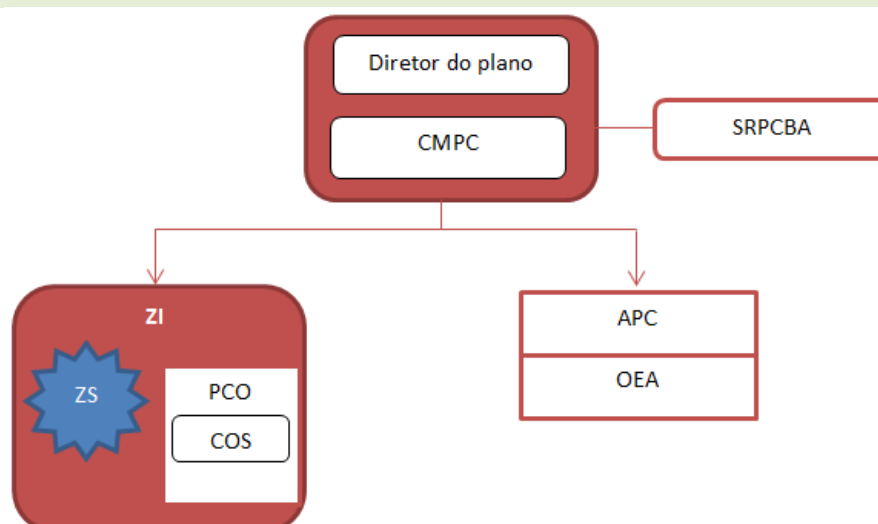 Diretor do plano
CMPC
SRPCBA
ZI
ZS
PCO
COS
APC
OEA